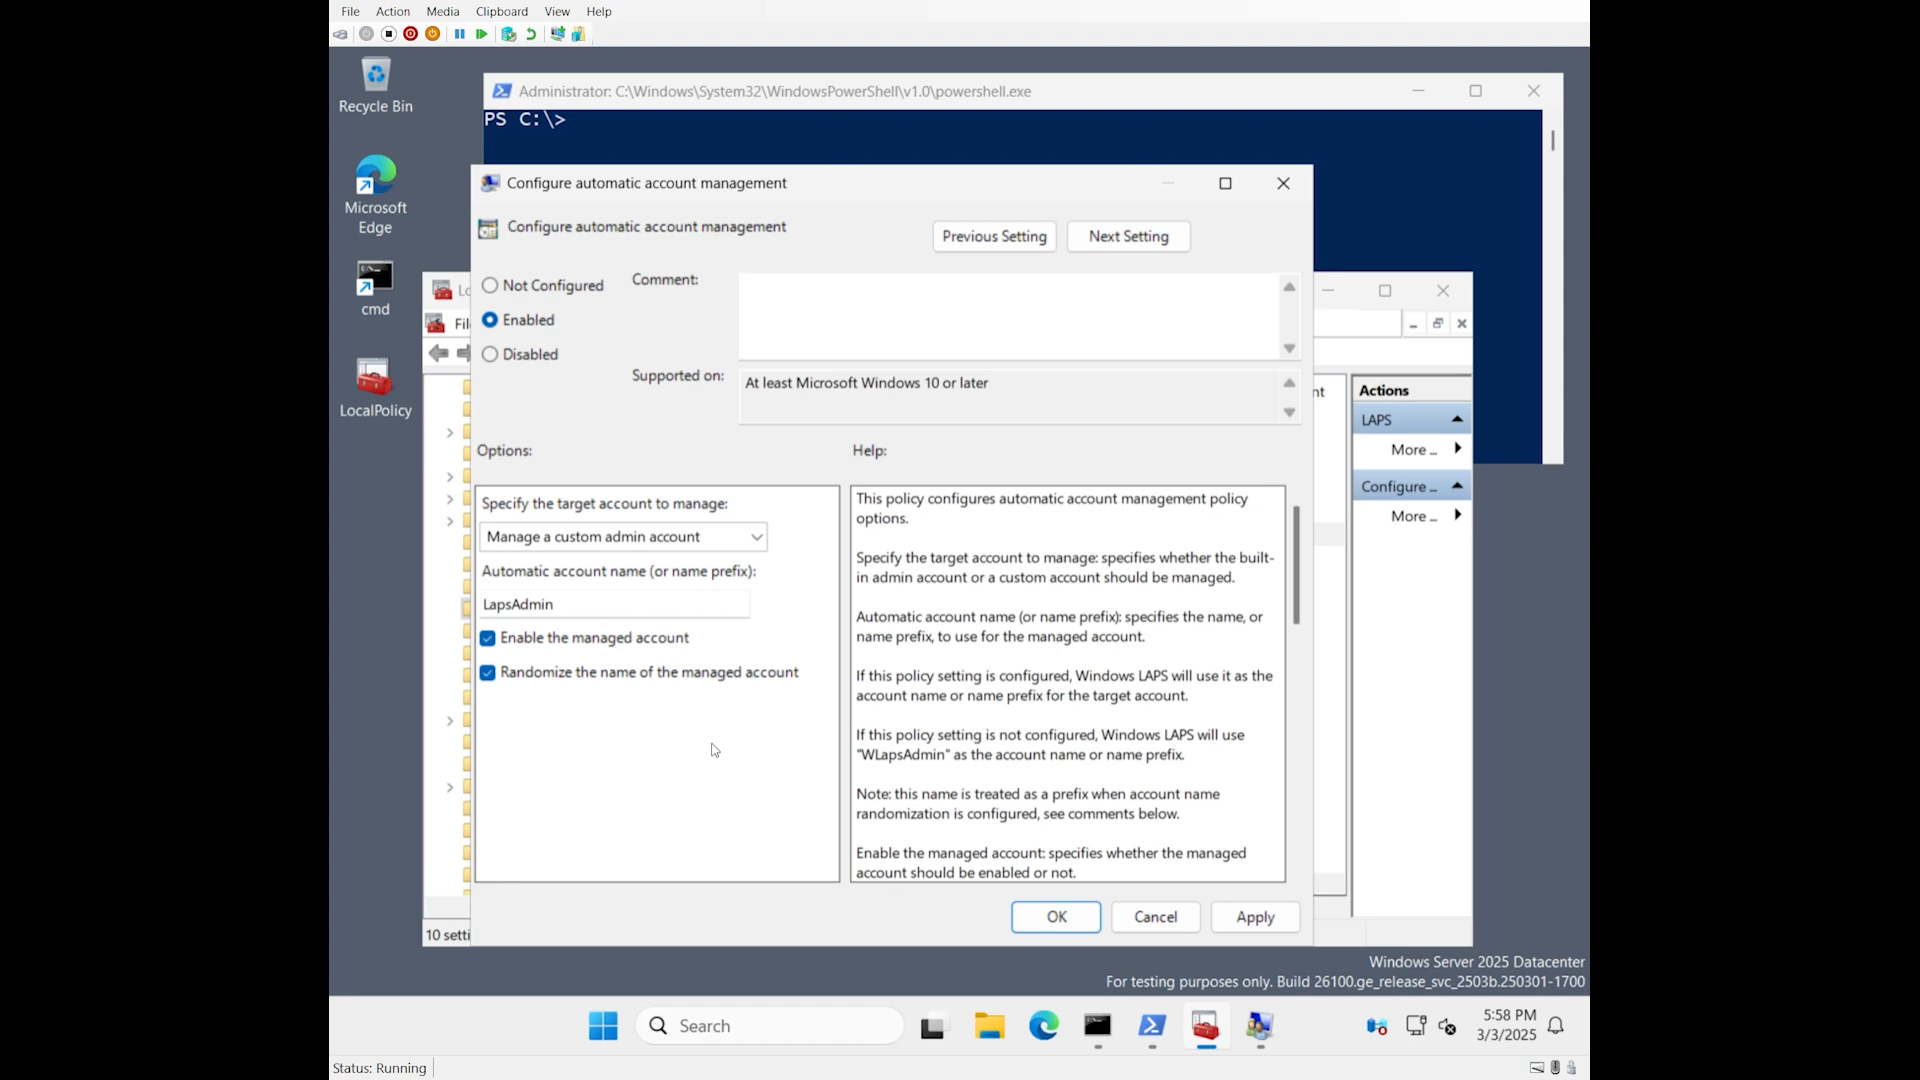 File Action Media Clipboard View Help
Recycle Bin
Microsoft
Edge
cmd
LocalPolicy
Administrator: C:\Windows\System32\WindowsPowerShell\v1.0\powershell.exe
PS C:\>
Configure automatic account management
Configure automatic account management
Previous Setting
Next Setting
Not Configured
Enabled
Disabled
Comment:
Supported on:
At least Microsoft Windows 10 or later
Options:
Help:
Specify the target account to manage:
Manage a custom admin account
Automatic account name (or name prefix):
LapsAdmin
Enable the managed account
Randomize the name of the managed account
This policy configures automatic account management policy
options.
Specify the target account to manage: specifies whether the built-
in admin account or a custom account should be managed.
Automatic account name (or name prefix): specifies the name, or
name prefix, to use for the managed account.
If this policy setting is configured, Windows LAPS will use it as the
account name or name prefix for the target account.
If this policy setting is not configured, Windows LAPS will use
"WLapsAdmin" as the account name or name prefix.
Note: this name is treated as a prefix when account name
randomization is configured, see comments below.
Enable the managed account: specifies whether the managed
account should be enabled or not.
OK
Cancel
Apply
Lc
Fil
nt
Actions
LAPS
More ...
Configure ...
More ...
10 setti
Windows Server 2025 Datacenter
For testing purposes only. Build 26100.ge_release_svc_2503b.250301-1700
Search
5:58 PM
3/3/2025
Status: Running